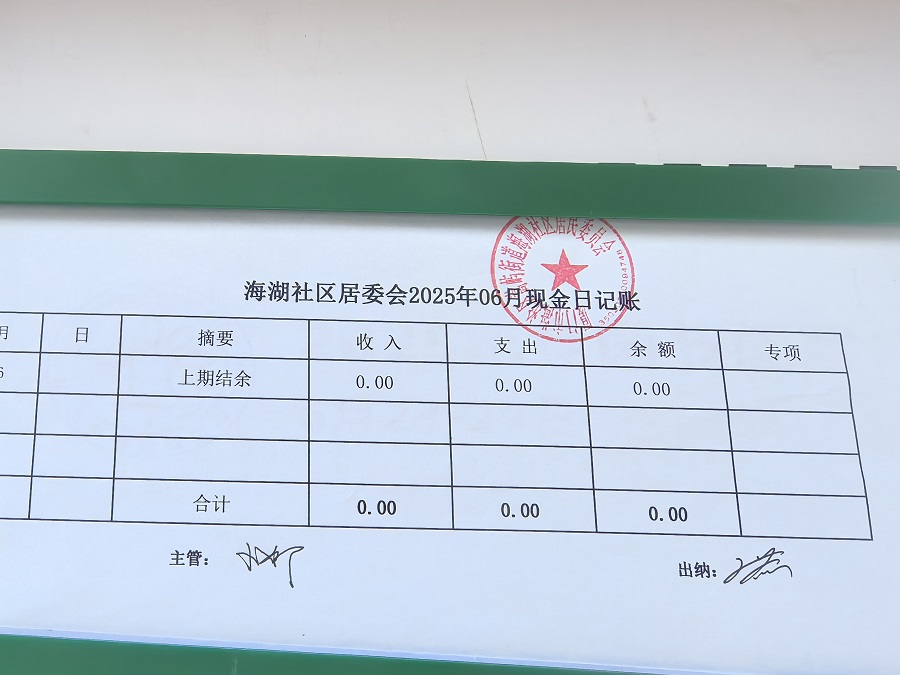 海湖社区居委会2025年06月现金日记账
月 日 摘要 收入 支出 余额 专项
6 上期结余 0.00 0.00 0.00
合计 0.00 0.00 0.00
主管： 出纳：